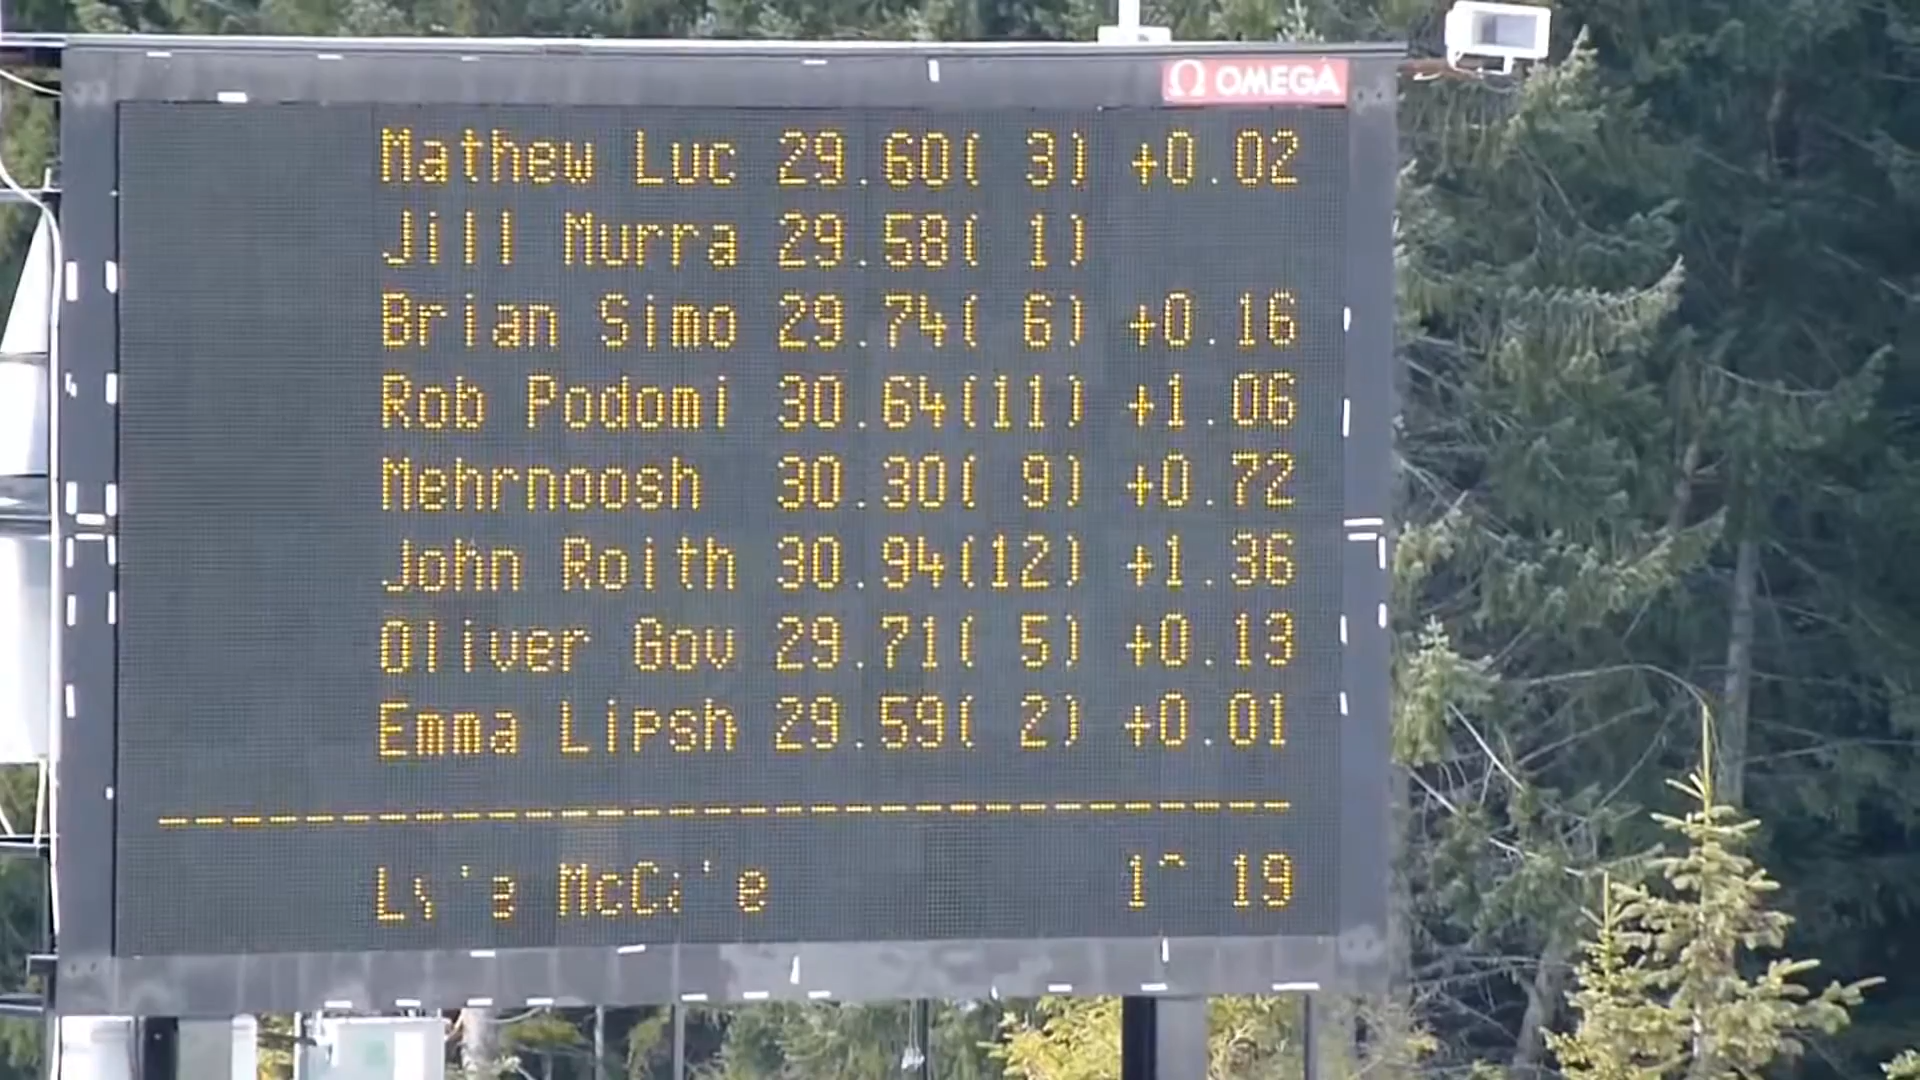 Ω OMEGA
Mathew Luc 29.60( 3) +0.02
Jill Murra 29.58( 1)
Brian Simo 29.74( 6) +0.16
Rob Podomi 30.64(11) +1.06
Mehrnoosh 30.30( 9) +0.72
John Roith 30.94(12) +1.36
Oliver Gov 29.71( 5) +0.13
Emma Lipsh 29.59( 2) +0.01
--------------------------------
19